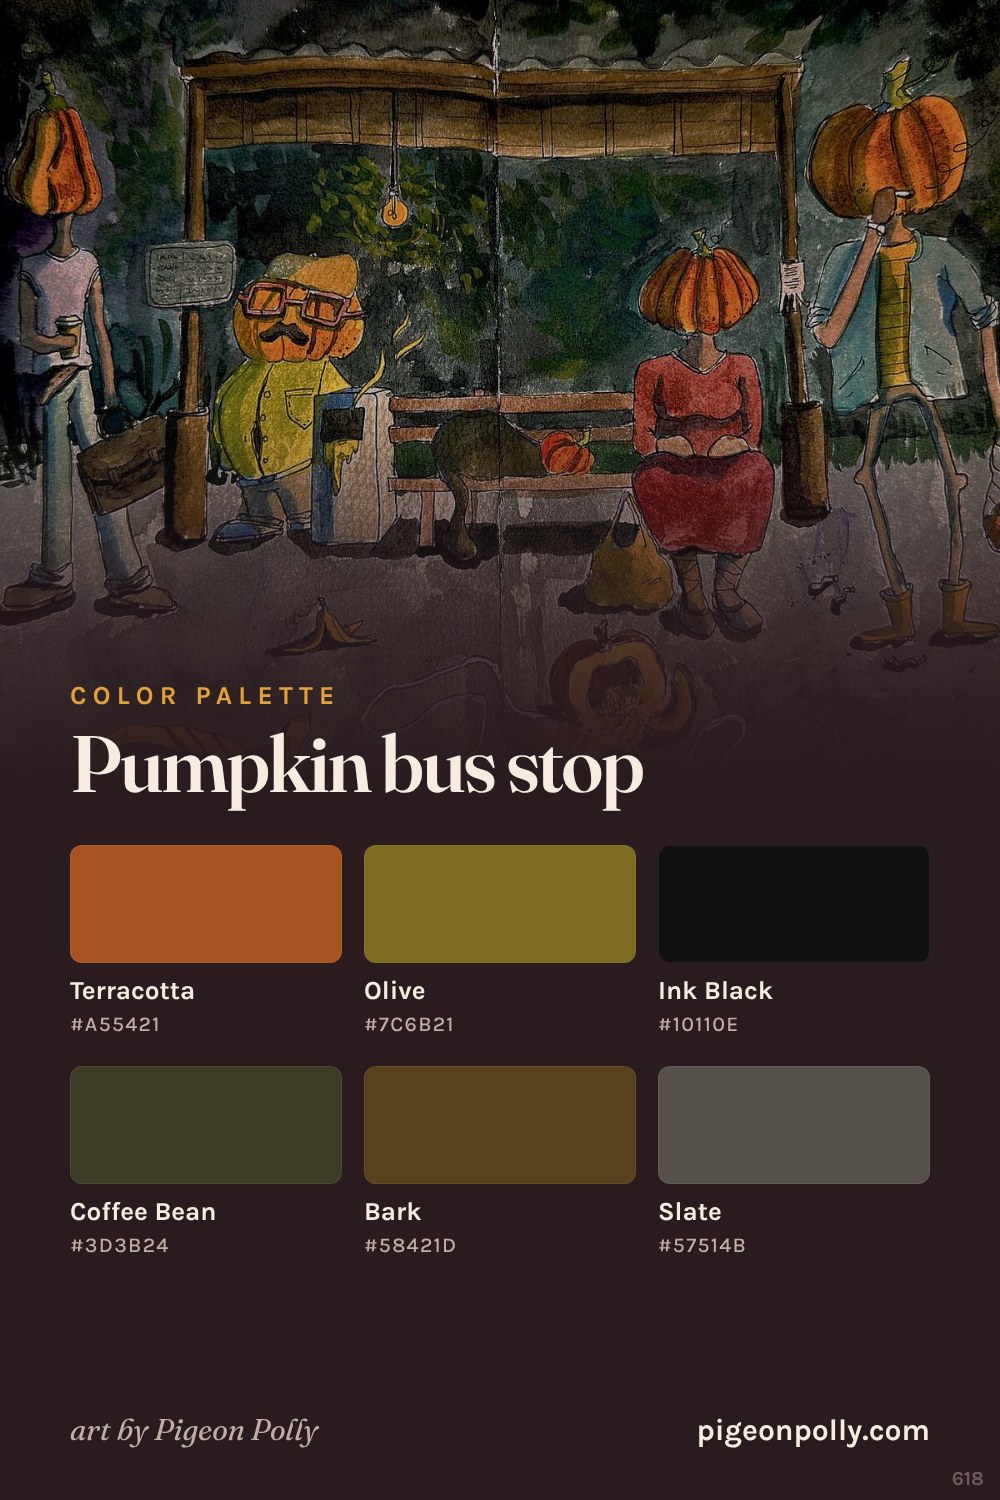 COLOR PALETTE
Pumpkin bus stop
Terracotta
#A55421
Olive
#7C6B21
Ink Black
#10110E
Coffee Bean
#3D3B24
Bark
#58421D
Slate
#57514B
art by Pigeon Polly
pigeonpolly.com
618